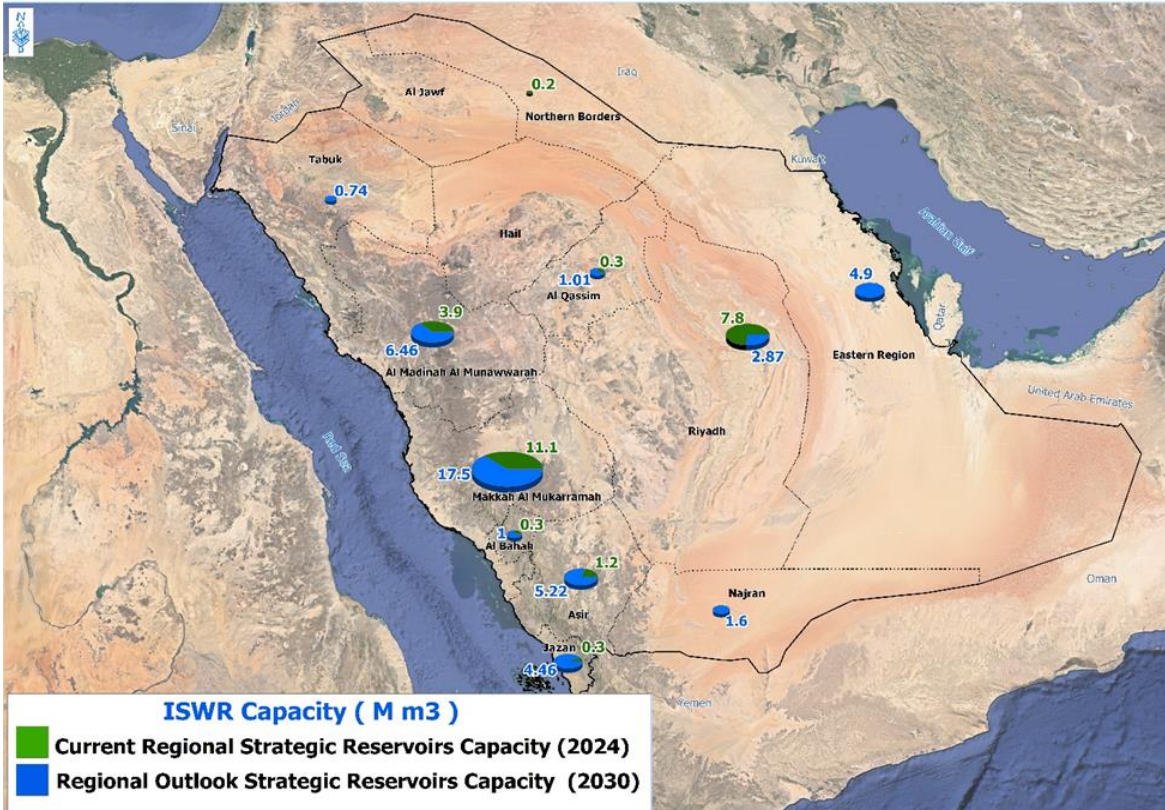 N
Iraq
0.2
Al Jawf
Northern Borders
Jordan
Sinai
Tabuk
Kuwait
0.74
Arabian Gulf
Hail
0.3
1.01
Al Qassim
4.9
Qatar
3.9
7.8
6.46
2.87
Eastern Region
Al Madinah Al Munawwarah
United Arab Emirates
Riyadh
Red Sea
11.1
17.5
Makkah Al Mukarramah
0.3
1
Al Bahah
1.2
5.22
Oman
Najran
Asir
1.6
Jazan
0.3
4.46
Yemen
ISWR Capacity ( M m3 )
Current Regional Strategic Reservoirs Capacity (2024)
Regional Outlook Strategic Reservoirs Capacity (2030)